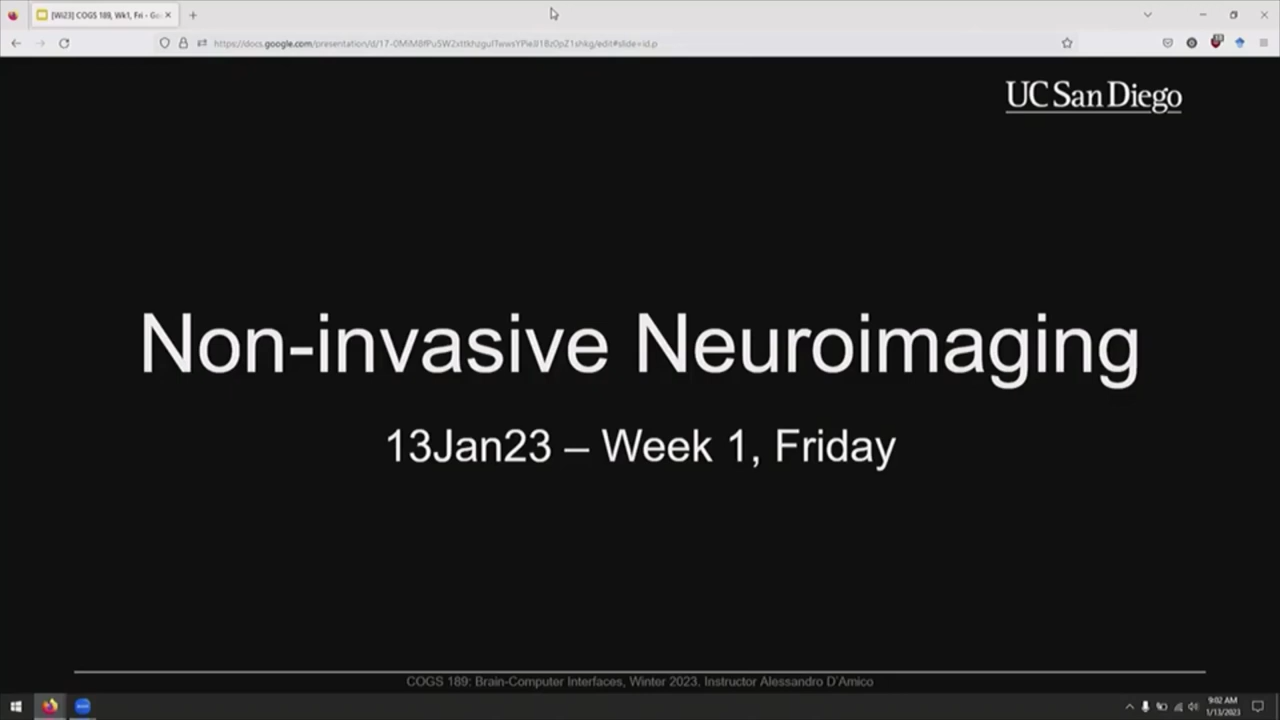 [Wi23] COGS 189, Wk1, Fri - Go
UC San Diego
Non-invasive Neuroimaging
13Jan23 – Week 1, Friday
COGS 189: Brain-Computer Interfaces, Winter 2023. Instructor Alessandro D'Amico
9:02 AM
1/13/2023